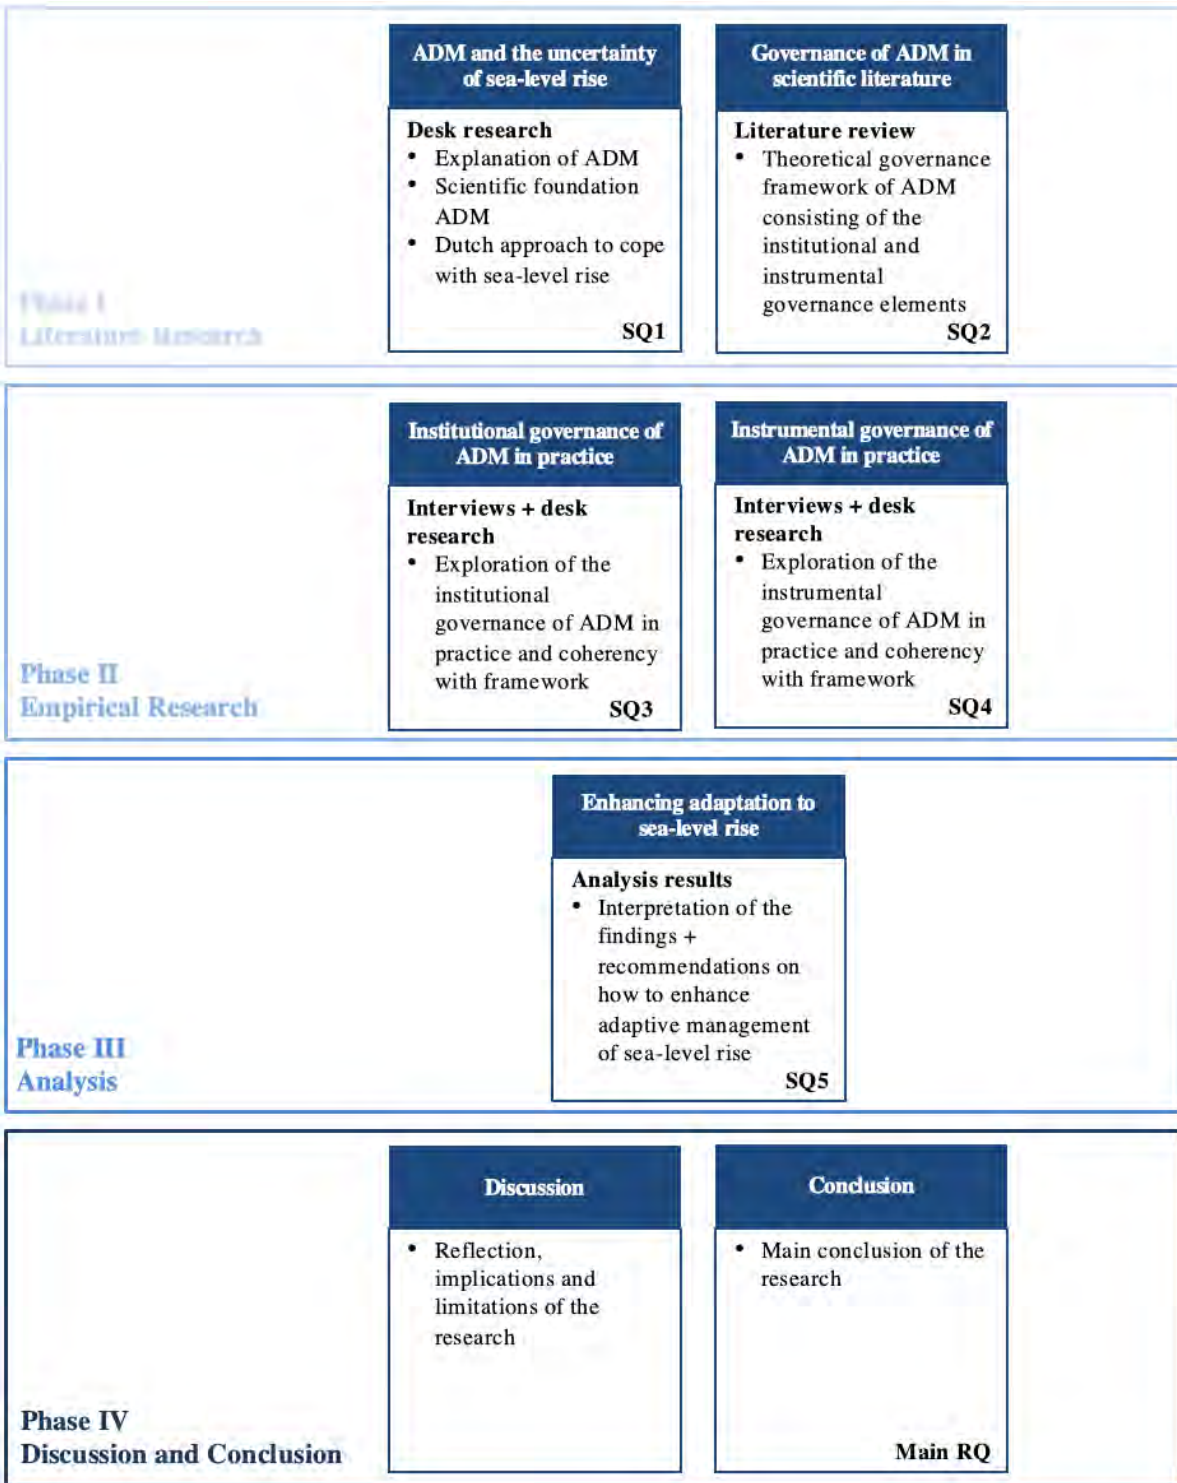 ADM and the uncertainty
of sea-level rise
Desk research
• Explanation of ADM
• Scientific foundation
ADM
• Dutch approach to cope
with sea-level rise
SQ1
Governance of ADM in
scientific literature
Literature review
• Theoretical governance
framework of ADM
consisting of the
institutional and
instrumental
governance elements
SQ2
Phase I
Literature Research
Institutional governance of
ADM in practice
Interviews + desk
research
• Exploration of the
institutional
governance of ADM in
practice and coherency
with framework
SQ3
Instrumental governance of
ADM in practice
Interviews + desk
research
• Exploration of the
instrumental
governance of ADM in
practice and coherency
with framework
SQ4
Phase II
Empirical Research
Enhancing adaptation to
sea-level rise
Analysis results
• Interpretation of the
findings +
recommendations on
how to enhance
adaptive management
of sea-level rise
SQ5
Phase III
Analysis
Discussion
• Reflection,
implications and
limitations of the
research
Conclusion
• Main conclusion of the
research
Main RQ
Phase IV
Discussion and Conclusion